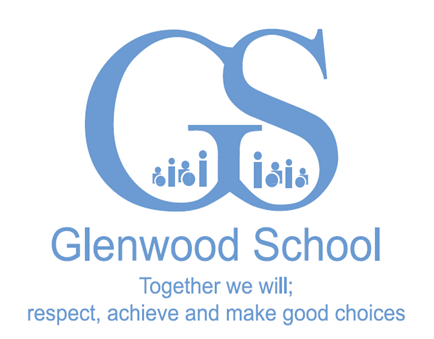 GS
Glenwood School
Together we will;
respect, achieve and make good choices